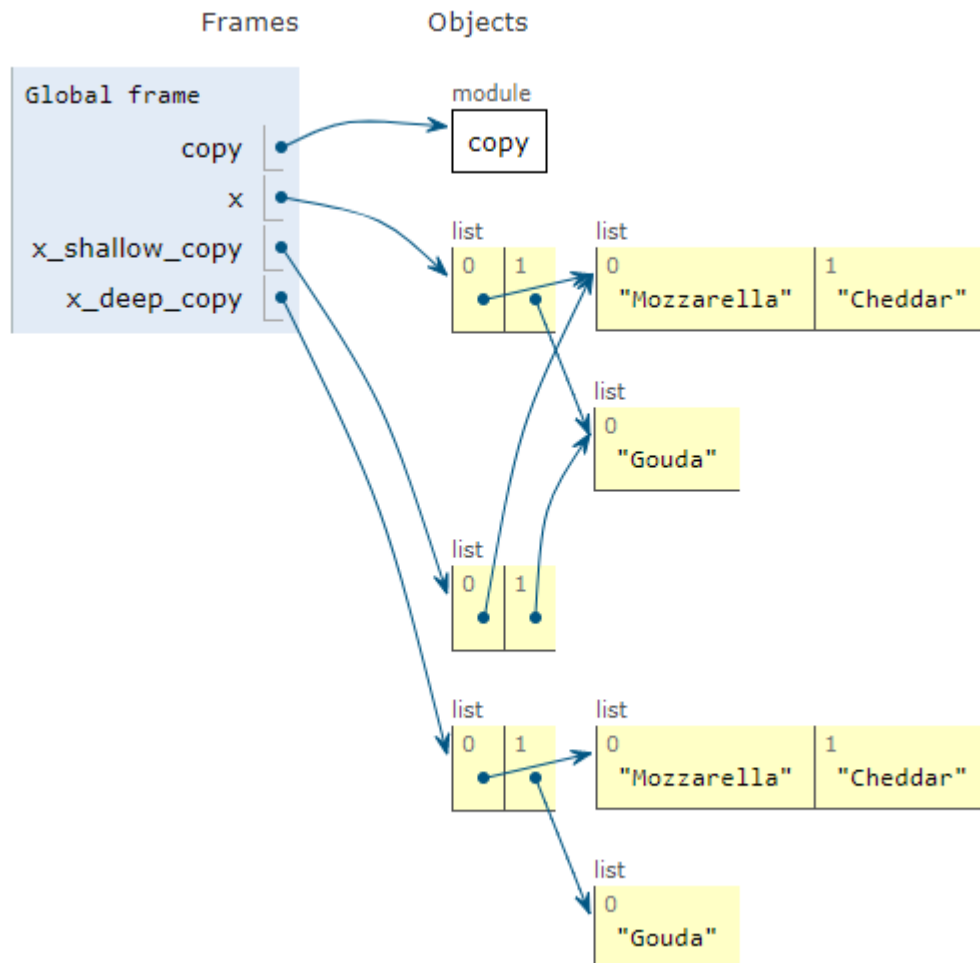 Frames Objects
Global frame
module
copy
copy
x
list list
x_shallow_copy
0 1 0 1
x_deep_copy
"Mozzarella" "Cheddar"
list
0
"Gouda"
list
0 1
list list
0 1 0 1
"Mozzarella" "Cheddar"
list
0
"Gouda"